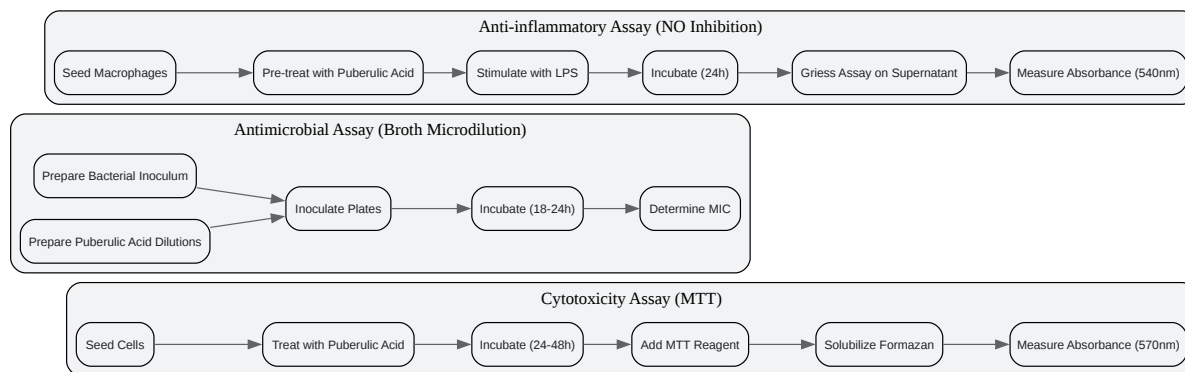 Anti-inflammatory Assay (NO Inhibition)
Seed Macrophages
Pre-treat with Puberulic Acid
Stimulate with LPS
Incubate (24h)
Griess Assay on Supernatant
Measure Absorbance (540nm)
Antimicrobial Assay (Broth Microdilution)
Prepare Bacterial Inoculum
Prepare Puberulic Acid Dilutions
Inoculate Plates
Incubate (18-24h)
Determine MIC
Cytotoxicity Assay (MTT)
Seed Cells
Treat with Puberulic Acid
Incubate (24-48h)
Add MTT Reagent
Solubilize Formazan
Measure Absorbance (570nm)